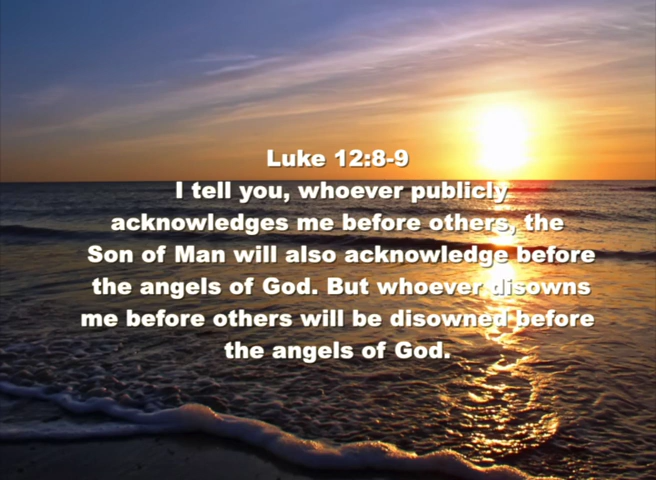 Luke 12:8-9
I tell you, whoever publicly
acknowledges me before others, the
Son of Man will also acknowledge before
the angels of God. But whoever disowns
me before others will be disowned before
the angels of God.